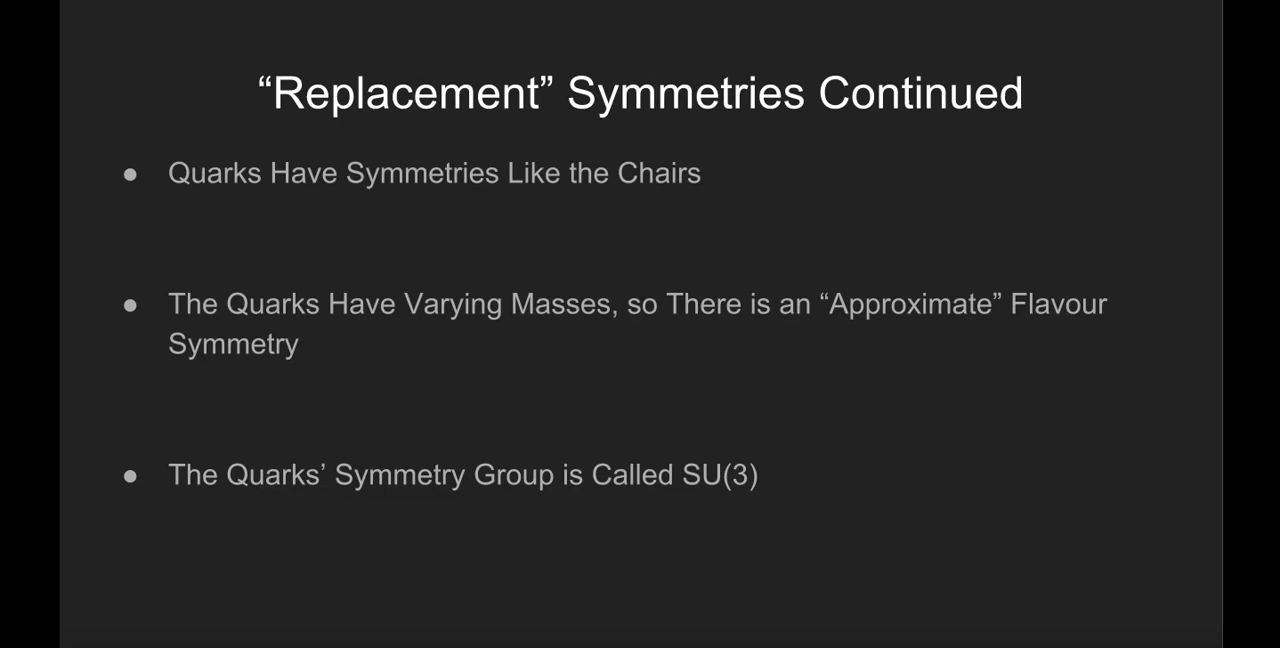 “Replacement” Symmetries Continued
● Quarks Have Symmetries Like the Chairs
● The Quarks Have Varying Masses, so There is an “Approximate” Flavour
Symmetry
● The Quarks’ Symmetry Group is Called SU(3)